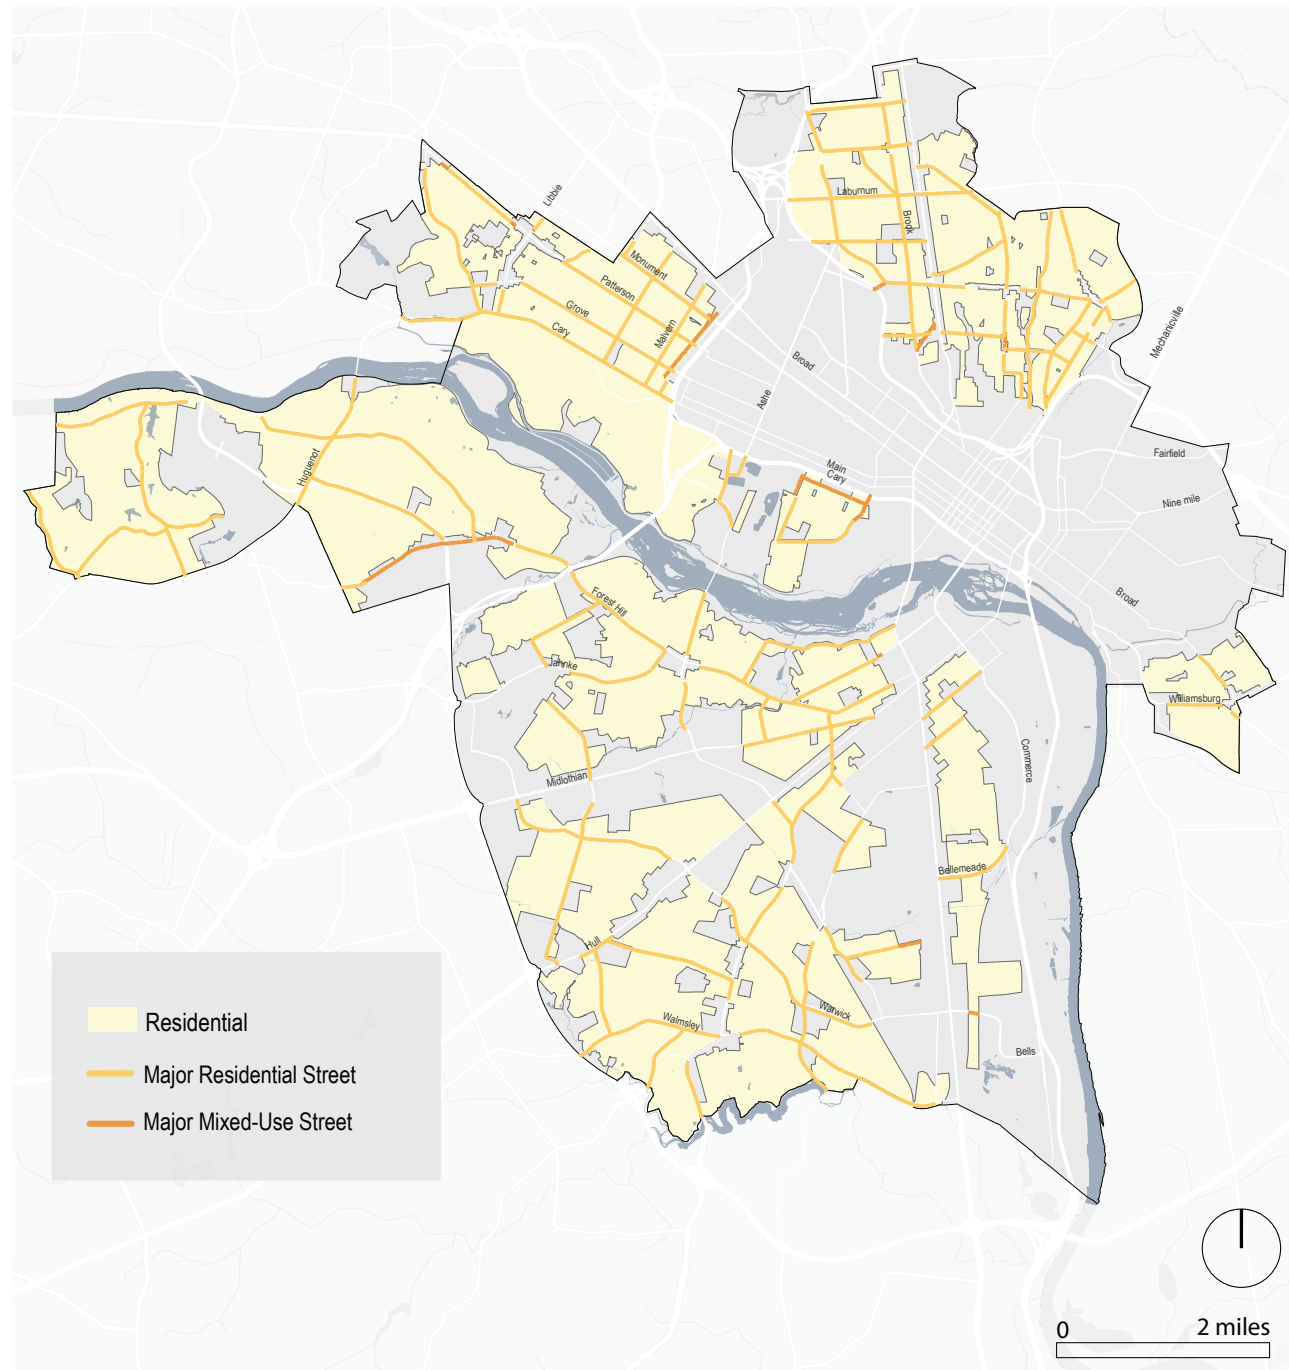 Libbie
Laburnum
Brook
Monument
Patterson
Grove
Cary
Malvern
Mechanicville
Broad
Ashe
Main
Cary
Fairfield
Nine mile
Huguenot
Broad
Forest Hill
Jahnke
Williamsburg
Midlothian
Commerce
Bellemeade
Hull
Warwick
Walmsley
Bells
Residential
Major Residential Street
Major Mixed-Use Street
0 2 miles